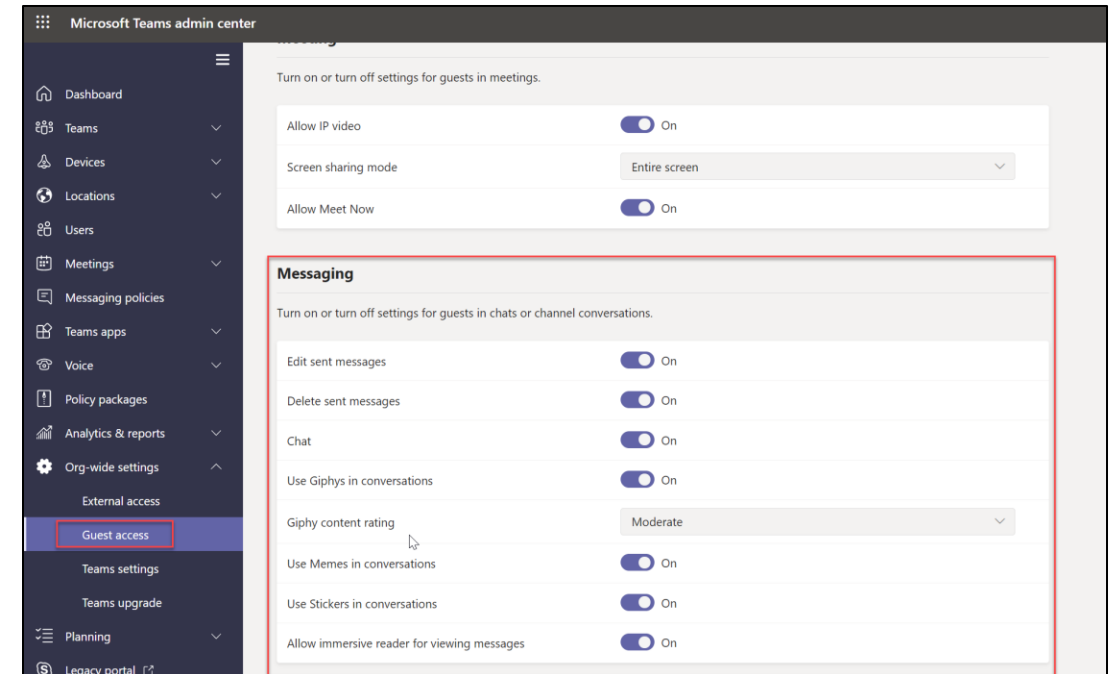 Microsoft Teams admin center
Dashboard
Teams
Devices
Locations
Users
Meetings
Messaging policies
Teams apps
Voice
Policy packages
Analytics & reports
Org-wide settings
External access
Guest access
Teams settings
Teams upgrade
Planning
Legacy portal
Meeting
Turn on or turn off settings for guests in meetings.
Allow IP video On
Screen sharing mode Entire screen
Allow Meet Now On
Messaging
Turn on or turn off settings for guests in chats or channel conversations.
Edit sent messages On
Delete sent messages On
Chat On
Use Giphys in conversations On
Giphy content rating Moderate
Use Memes in conversations On
Use Stickers in conversations On
Allow immersive reader for viewing messages On